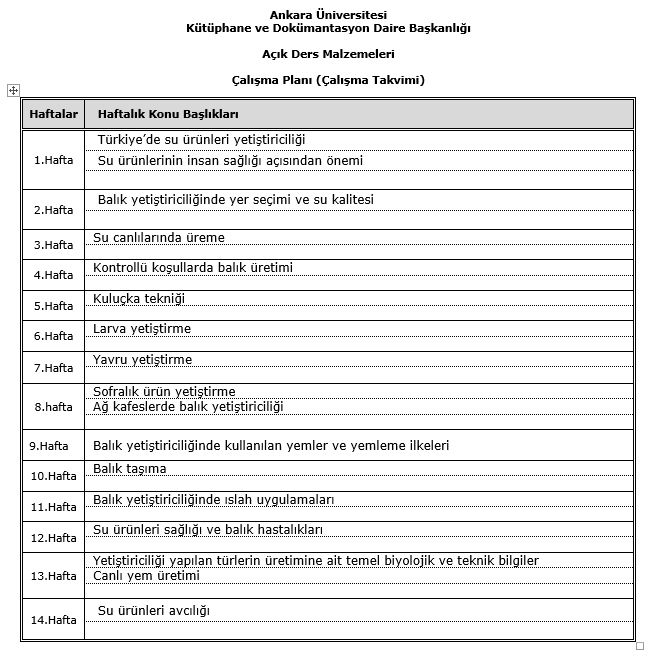 Ankara Üniversitesi
Kütüphane ve Dokümantasyon Daire Başkanlığı
Açık Ders Malzemeleri
Çalışma Planı (Çalışma Takvimi)
Haftalar Haftalık Konu Başlıkları
1.Hafta Türkiye’de su ürünleri yetiştiriciliği
Su ürünlerinin insan sağlığı açısından önemi
2.Hafta Balık yetiştiriciliğinde yer seçimi ve su kalitesi
3.Hafta Su canlılarında üreme
4.Hafta Kontrollü koşullarda balık üretimi
5.Hafta Kuluçka tekniği
6.Hafta Larva yetiştirme
7.Hafta Yavru yetiştirme
8.hafta Sofralık ürün yetiştirme
Ağ kafeslerde balık yetiştiriciliği
9.Hafta Balık yetiştiriciliğinde kullanılan yemler ve yemleme ilkeleri
10.Hafta Balık taşıma
11.Hafta Balık yetiştiriciliğinde ıslah uygulamaları
12.Hafta Su ürünleri sağlığı ve balık hastalıkları
13.Hafta Yetiştiriciliği yapılan türlerin üretimine ait temel biyolojik ve teknik bilgiler
Canlı yem üretimi
14.Hafta Su ürünleri avcılığı